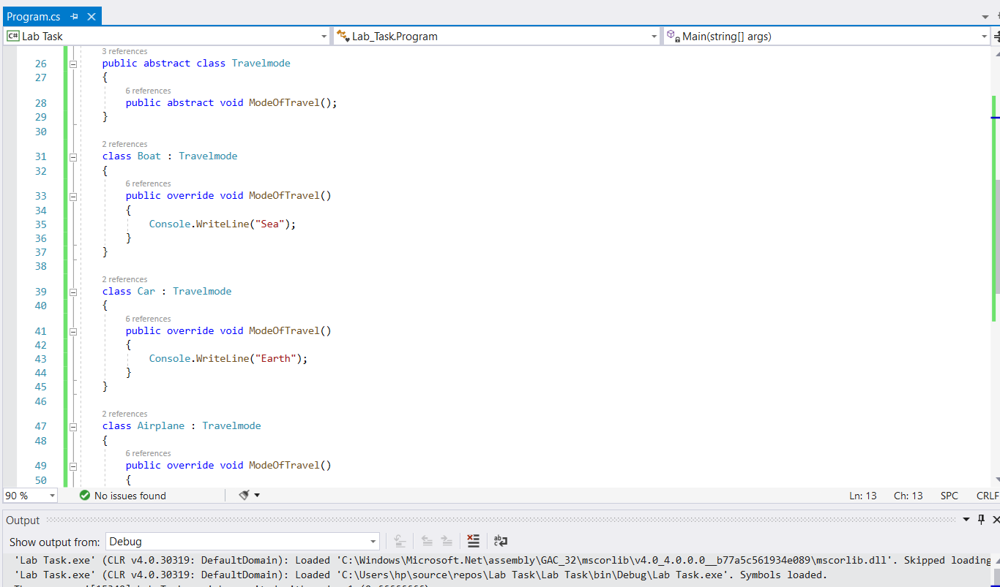 Program.cs
C# Lab Task Lab_Task.Program Main(string[] args)
3 references
26 public abstract class Travelmode
27 {
6 references
28 public abstract void ModeOfTravel();
29 }
30
2 references
31 class Boat : Travelmode
32 {
6 references
33 public override void ModeOfTravel()
34 {
35 Console.WriteLine("Sea");
36 }
37 }
38
2 references
39 class Car : Travelmode
40 {
6 references
41 public override void ModeOfTravel()
42 {
43 Console.WriteLine("Earth");
44 }
45 }
46
2 references
47 class Airplane : Travelmode
48 {
6 references
49 public override void ModeOfTravel()
50 {
90 % No issues found Ln: 13 Ch: 13 SPC CRLF
Output
Show output from: Debug
'Lab Task.exe' (CLR v4.0.30319: DefaultDomain): Loaded 'C:\Windows\Microsoft.Net\assembly\GAC_32\mscorlib\v4.0_4.0.0.0__b77a5c561934e089\mscorlib.dll'. Skipped loading
'Lab Task.exe' (CLR v4.0.30319: DefaultDomain): Loaded 'C:\Users\hp\source\repos\Lab Task\Lab Task\bin\Debug\Lab Task.exe'. Symbols loaded.